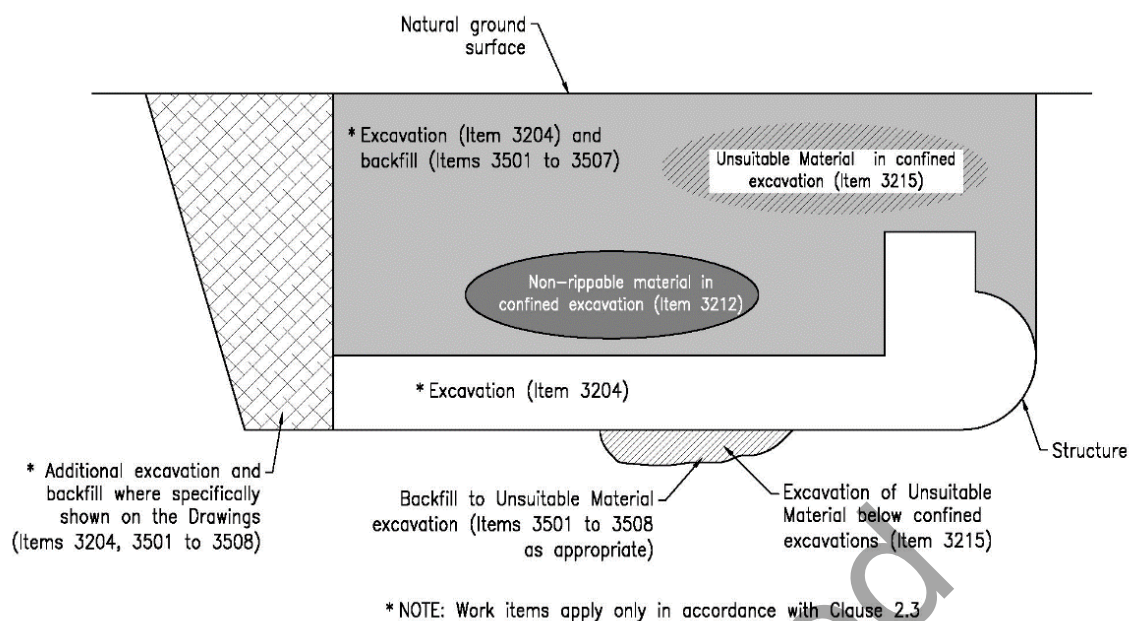 Natural ground
surface
* Excavation (Item 3204) and
backfill (Items 3501 to 3507)
Unsuitable Material in confined
excavation (Item 3215)
Non-rippable material in
confined excavation (Item 3212)
* Excavation (Item 3204)
Structure
* Additional excavation and
backfill where specifically
shown on the Drawings
(Items 3204, 3501 to 3508)
Backfill to Unsuitable Material
excavation (Items 3501 to 3508
as appropriate)
Excavation of Unsuitable
Material below confined
excavations (Item 3215)
* NOTE: Work items apply only in accordance with Clause 2.3